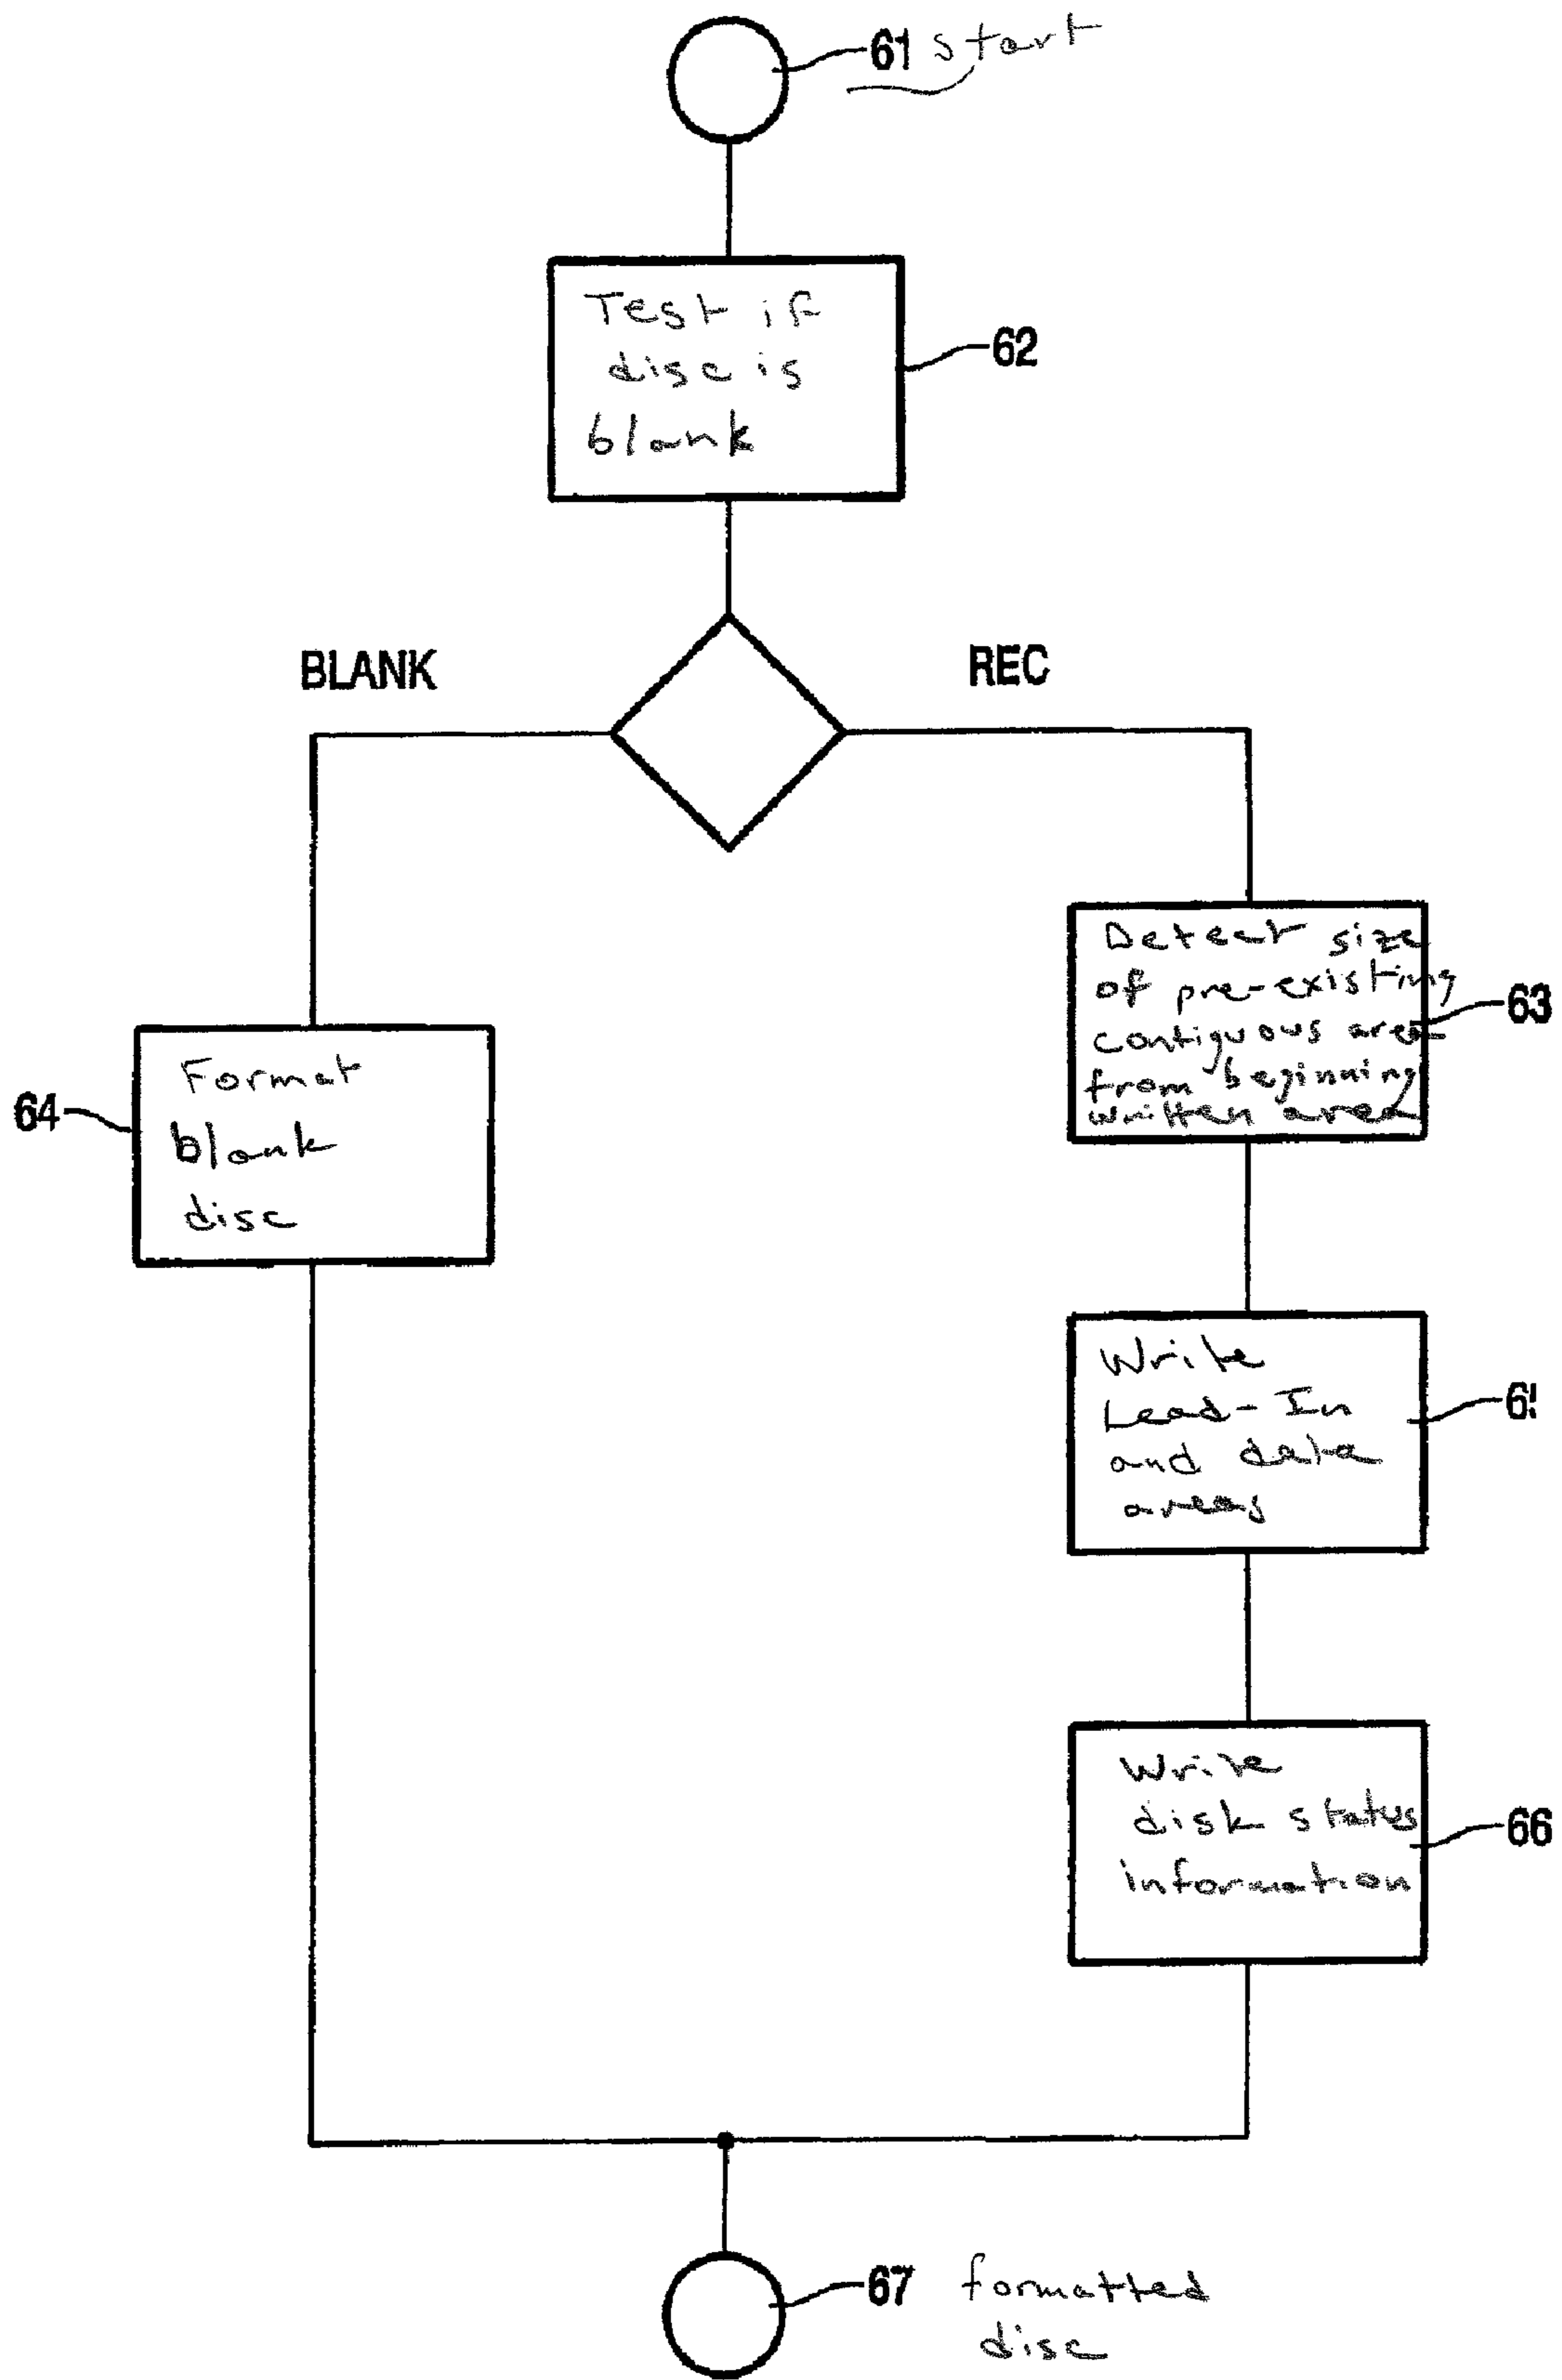 61 start
Test if
disc is
blank
62
BLANK
REC
Detect size
of pre-existing
contiguous area
from beginning
written area
63
Format
blank
disc
64
Write
Lead-In
and data
areas
6
Write
disk status
information
66
67 formatted
disc